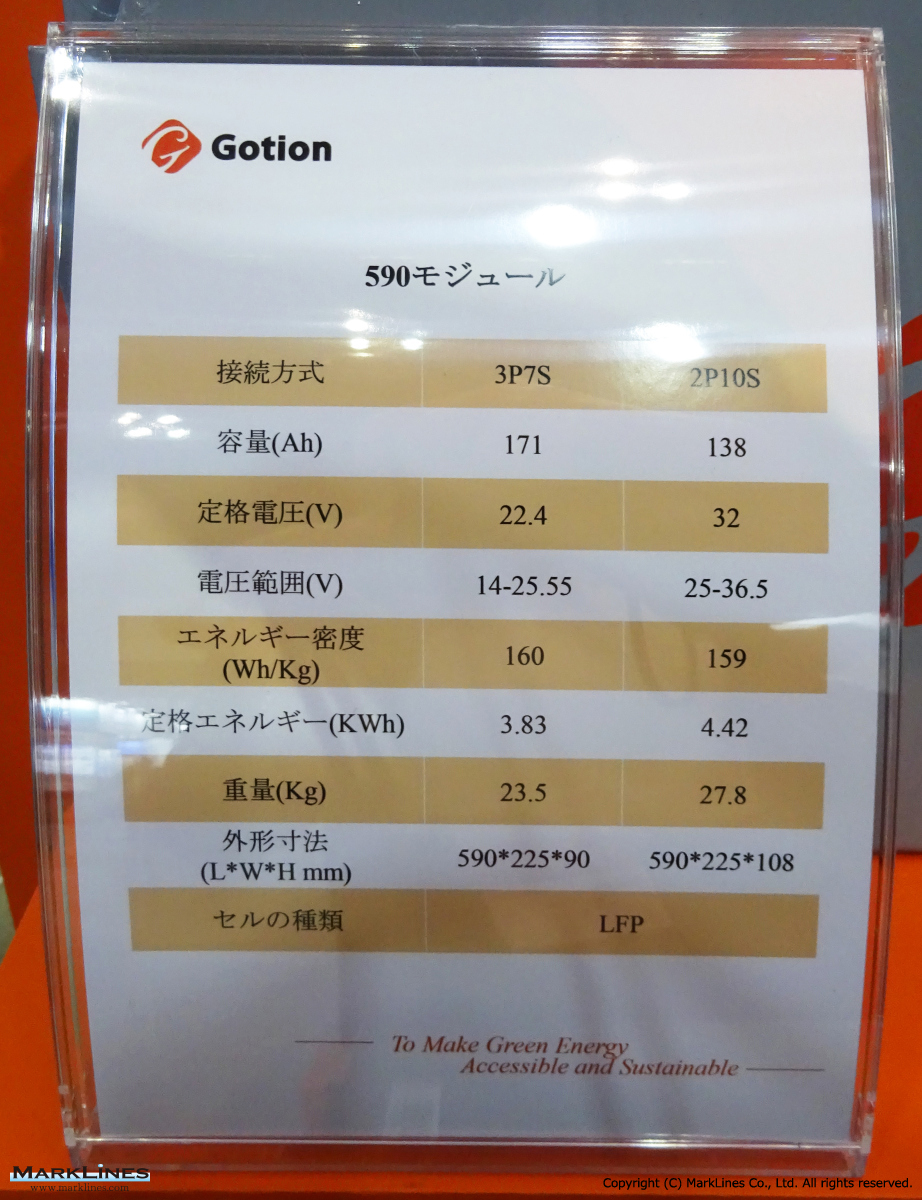 Gotion
590モジュール
接続方式 3P7S 2P10S
容量(Ah) 171 138
定格電圧(V) 22.4 32
電圧範囲(V) 14-25.55 25-36.5
エネルギー密度
(Wh/Kg) 160 159
定格エネルギー(KWh) 3.83 4.42
重量(Kg) 23.5 27.8
外形寸法
(L*W*H mm) 590*225*90 590*225*108
セルの種類 LFP
To Make Green Energy
Accessible and Sustainable
MARKLINES
www.marklines.com
Copyright (C) MarkLines Co., Ltd. All rights reserved.